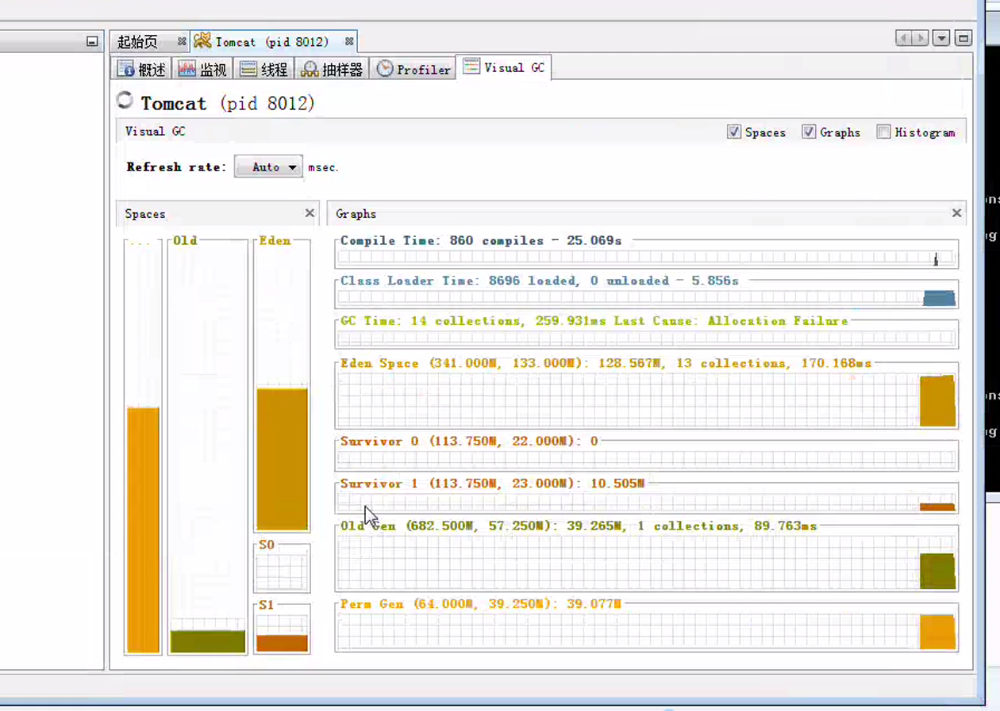 起始页 Tomcat (pid 8012)
概述 监视 线程 抽样器 Profiler Visual GC
Tomcat (pid 8012)
Visual GC Spaces Graphs Histogram
Refresh rate: Auto msec.
Spaces Graphs
... Old Eden
Compile Time: 860 compiles - 25.069s
Class Loader Time: 8696 loaded, 0 unloaded - 5.856s
GC Time: 14 collections, 259.931ms Last Cause: Allocation Failure
Eden Space (341.000M, 133.000M): 128.567M, 13 collections, 170.168ms
Survivor 0 (113.750M, 22.000M): 0
Survivor 1 (113.750M, 23.000M): 10.505M
Old Gen (682.500M, 57.250M): 39.265M, 1 collections, 89.763ms
S0
S1
Perm Gen (64.000M, 39.250M): 39.077M